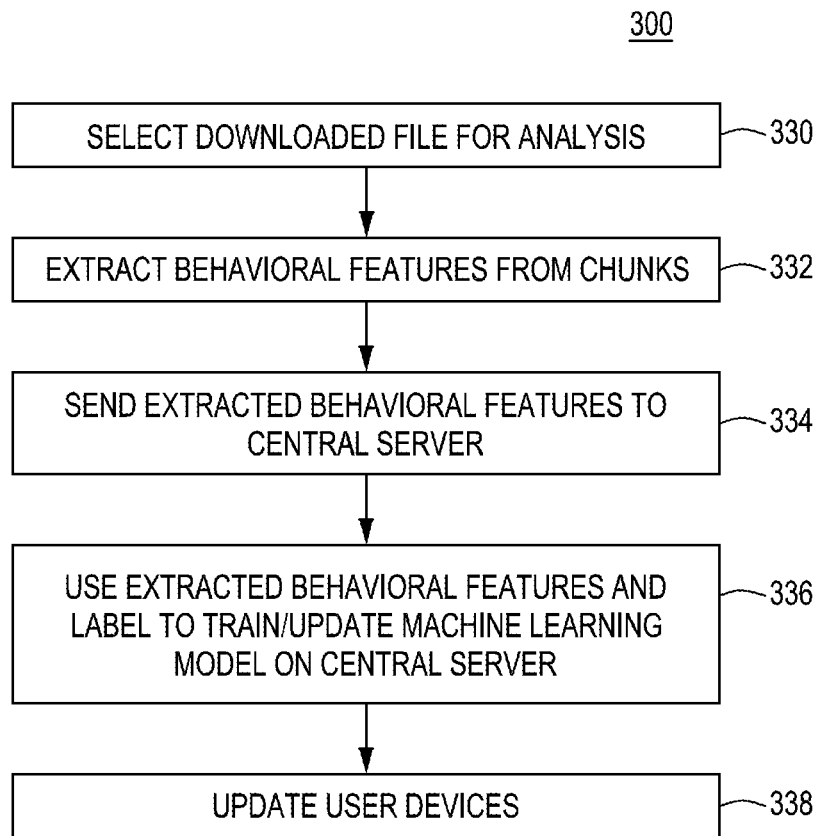 300
SELECT DOWNLOADED FILE FOR ANALYSIS
330
EXTRACT BEHAVIORAL FEATURES FROM CHUNKS
332
SEND EXTRACTED BEHAVIORAL FEATURES TO
CENTRAL SERVER
334
USE EXTRACTED BEHAVIORAL FEATURES AND
LABEL TO TRAIN/UPDATE MACHINE LEARNING
MODEL ON CENTRAL SERVER
336
UPDATE USER DEVICES
338